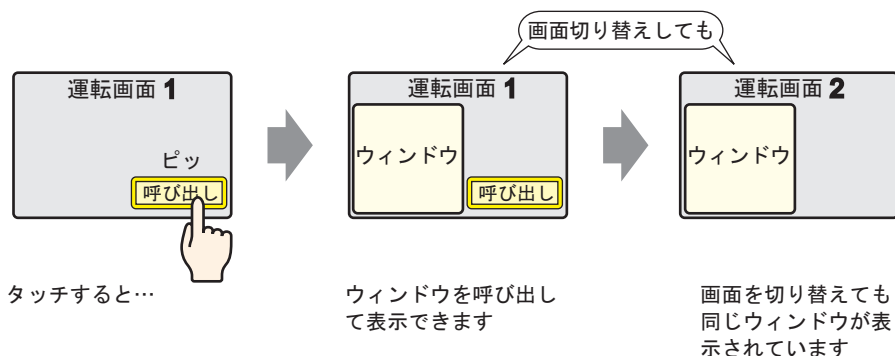 画面切り替えしても
運転画面 1
ピッ
呼び出し
運転画面 1
ウィンドウ
呼び出し
運転画面 2
ウィンドウ
タッチすると…
ウィンドウを呼び出し
て表示できます
画面を切り替えても
同じウィンドウが表
示されています